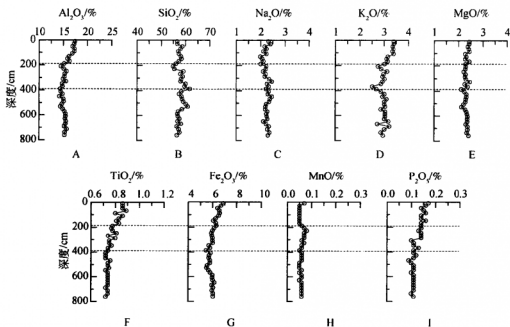 Al₂O₃/% SiO₂/% Na₂O/% K₂O/% MgO/%
10 15 20 25 40 50 60 70 1 2 3 4 1 2 3 4 1 2 3 4
0
200
400
600
800
深度/cm
A B C D E
TiO₂/% Fe₂O₃/% MnO/% P₂O₅/%
0.6 0.8 1.0 1.2 4 6 8 10 0.0 0.1 0.2 0.3 0.0 0.1 0.2 0.3
0
200
400
600
800
深度/cm
F G H I